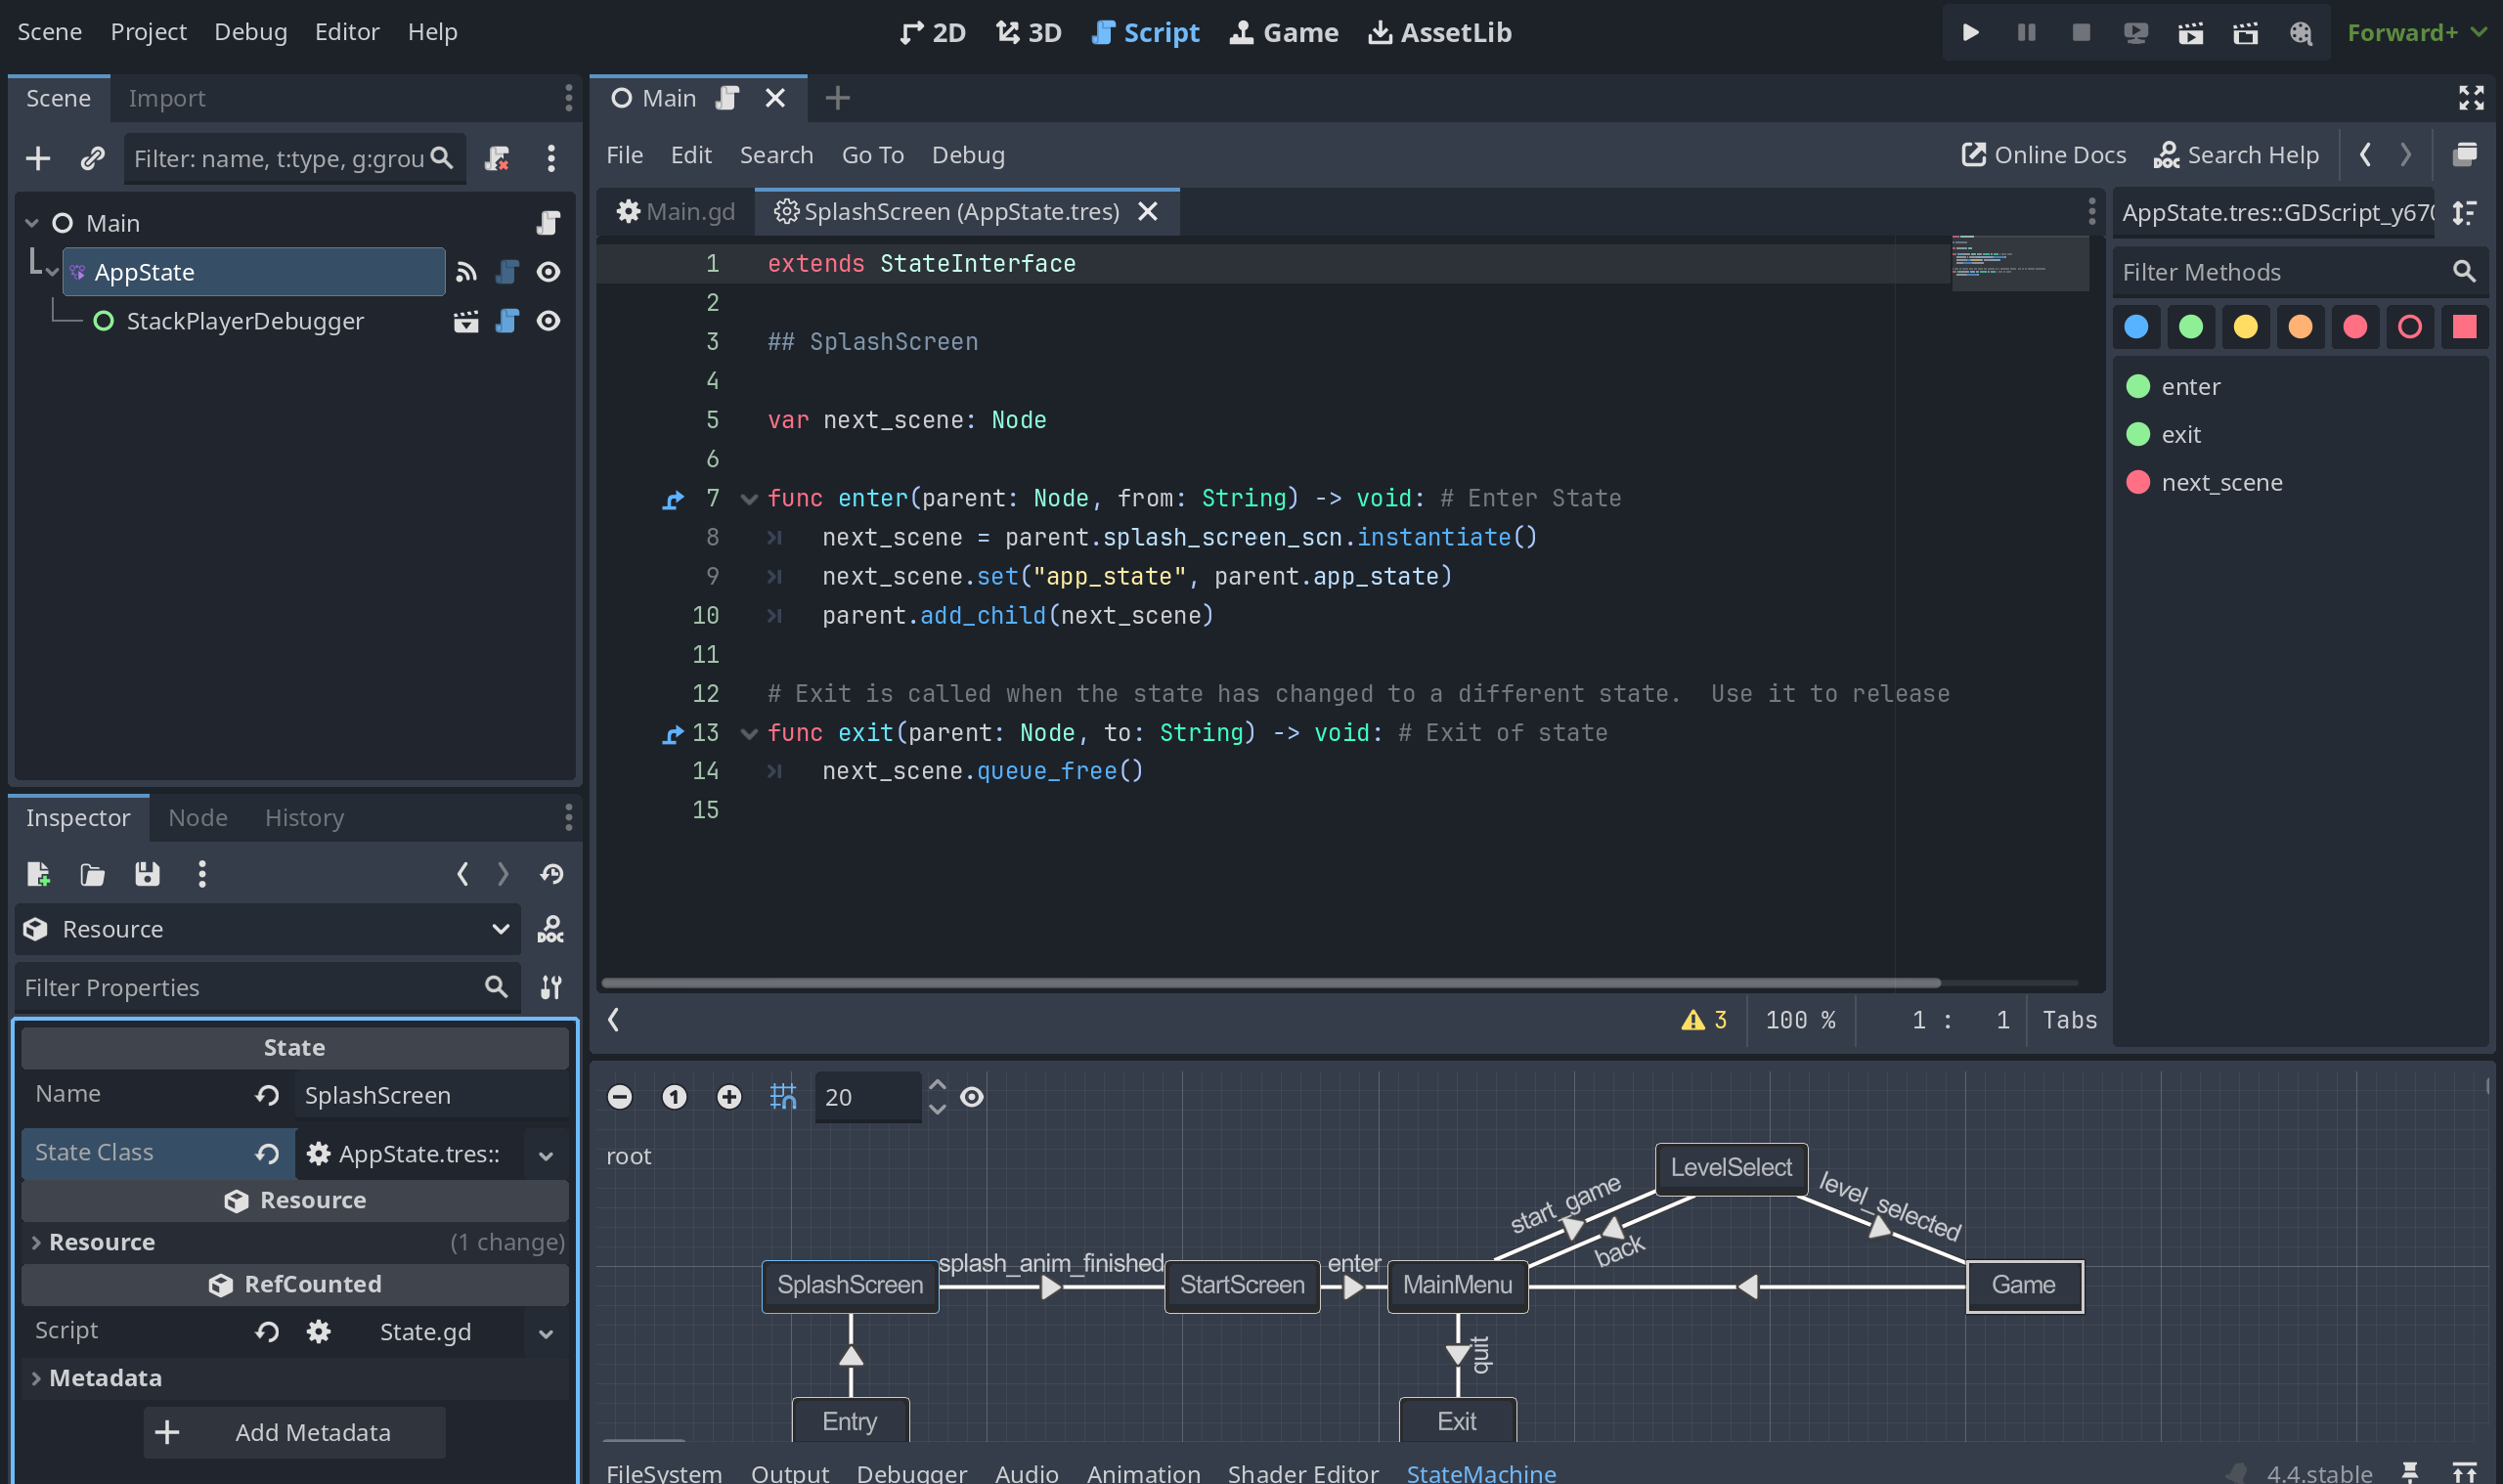 Scene Project Debug Editor Help
2D 3D Script Game AssetLib
Forward+
Scene Import
Filter: name, t:type, g:grou
Main
AppState
StackPlayerDebugger
Main
File Edit Search Go To Debug
Online Docs Search Help
Main.gd SplashScreen (AppState.tres)
1 extends StateInterface
2
3 ## SplashScreen
4
5 var next_scene: Node
6
7 func enter(parent: Node, from: String) -> void: # Enter State
8 next_scene = parent.splash_screen_scn.instantiate()
9 next_scene.set("app_state", parent.app_state)
10 parent.add_child(next_scene)
11
12 # Exit is called when the state has changed to a different state.  Use it to release
13 func exit(parent: Node, to: String) -> void: # Exit of state
14 next_scene.queue_free()
15
3 100 % 1 : 1 Tabs
AppState.tres::GDScript_y67
Filter Methods
enter
exit
next_scene
Inspector Node History
Resource
DOC
Filter Properties
State
Name SplashScreen
State Class AppState.tres::
Resource
Resource (1 change)
RefCounted
Script State.gd
Metadata
Add Metadata
1 20
root
LevelSelect
start_game
level_selected
back
SplashScreen splash_anim_finished StartScreen enter MainMenu Game
quit
Entry Exit
FileSystem Output Debugger Audio Animation Shader Editor StateMachine
4.4.stable